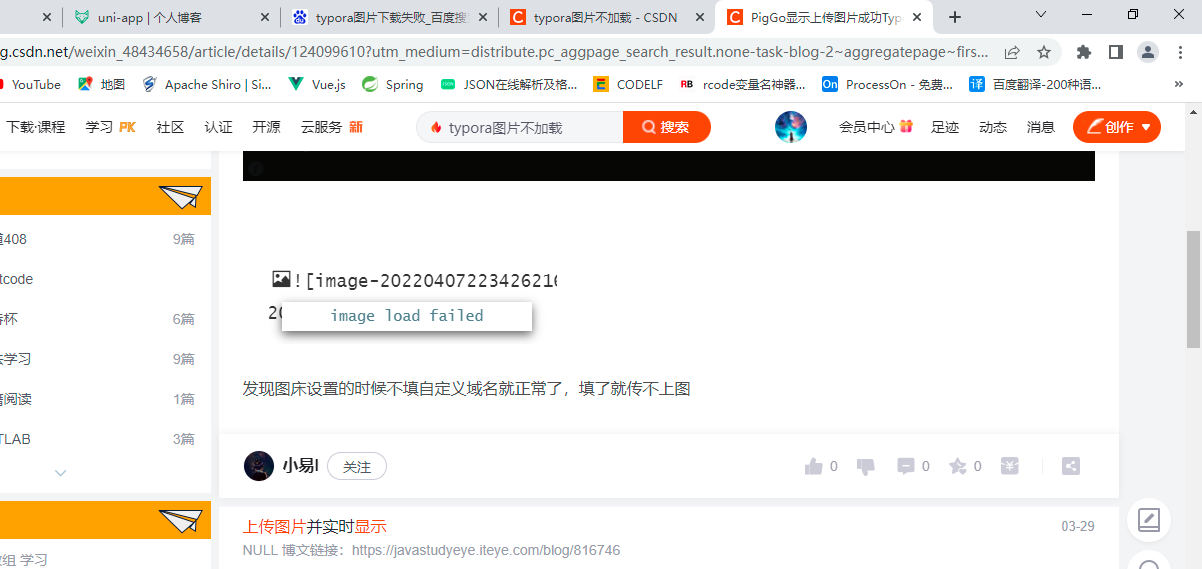 uni-app | 个人博客
typora图片下载失败_百度搜
typora图片不加载 - CSDN
PigGo显示上传图片成功Typ
g.csdn.net/weixin_48434658/article/details/124099610?utm_medium=distribute.pc_aggpage_search_result.none-task-blog-2~aggregatepage~firs...
YouTube
地图
Apache Shiro | Si...
Vue.js
Spring
JSON在线解析及格...
CODELF
RB rcode变量名神器...
On ProcessOn - 免费...
译 百度翻译-200种语...
下载·课程
学习 PK
社区
认证
开源
云服务 新
typora图片不加载
搜索
会员中心
足迹
动态
消息
创作
408 9篇
tcode
杯 6篇
学习 9篇
阅读 1篇
TLAB 3篇
![image-20220407223426216
image load failed
发现图床设置的时候不填自定义域名就正常了，填了就传不上图
小易I 关注
0
0
0
上传图片并实时显示 03-29
NULL 博文链接：https://javastudyeye.iteye.com/blog/816746
组 学习